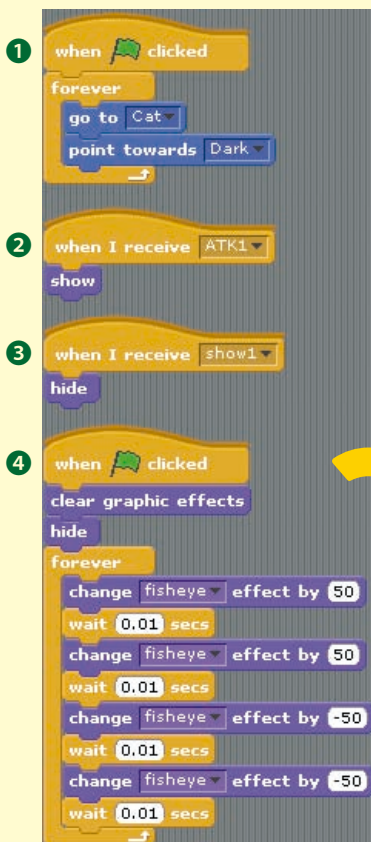 1
when clicked
forever
go to Cat
point towards Dark
2
when I receive ATK1
show
3
when I receive show1
hide
4
when clicked
clear graphic effects
hide
forever
change fisheye effect by 50
wait 0.01 secs
change fisheye effect by 50
wait 0.01 secs
change fisheye effect by -50
wait 0.01 secs
change fisheye effect by -50
wait 0.01 secs